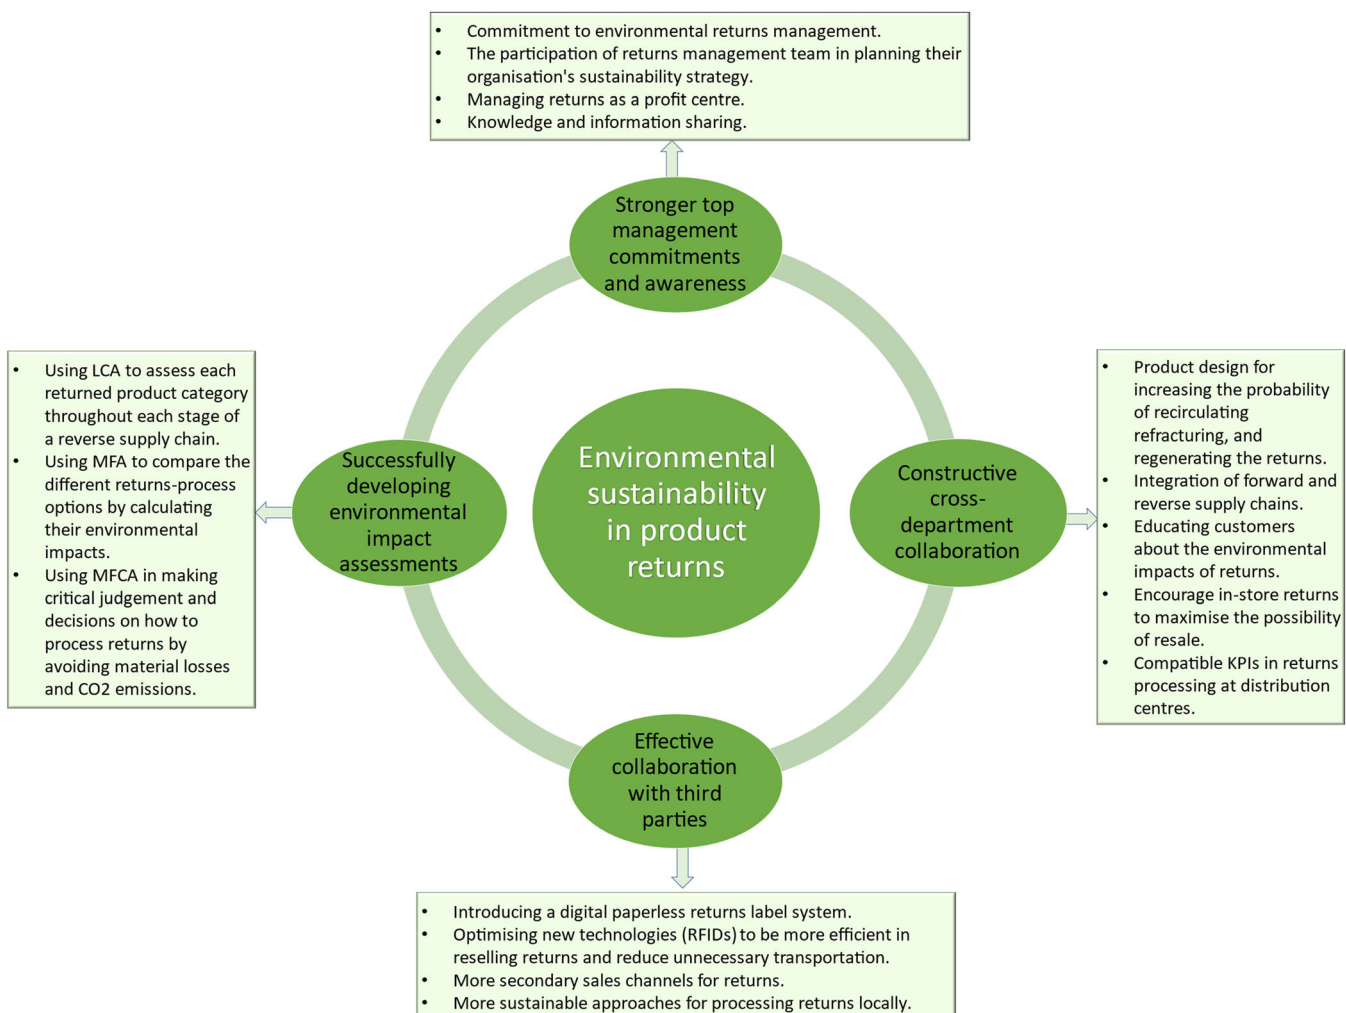 • Commitment to environmental returns management.
• The participation of returns management team in planning their
organisation's sustainability strategy.
• Managing returns as a profit centre.
• Knowledge and information sharing.
Stronger top
management
commitments
and awareness
• Using LCA to assess each
returned product category
throughout each stage of
a reverse supply chain.
• Using MFA to compare the
different returns-process
options by calculating
their environmental
impacts.
• Using MFCA in making
critical judgement and
decisions on how to
process returns by
avoiding material losses
and CO2 emissions.
Successfully
developing
environmental
impact
assessments
Environmental
sustainability
in product
returns
Constructive
cross-
department
collaboration
• Product design for
increasing the probability
of recirculating
refracturing, and
regenerating the returns.
• Integration of forward and
reverse supply chains.
• Educating customers
about the environmental
impacts of returns.
• Encourage in-store returns
to maximise the possibility
of resale.
• Compatible KPIs in returns
processing at distribution
centres.
Effective
collaboration
with third
parties
• Introducing a digital paperless returns label system.
• Optimising new technologies (RFIDs) to be more efficient in
reselling returns and reduce unnecessary transportation.
• More secondary sales channels for returns.
• More sustainable approaches for processing returns locally.